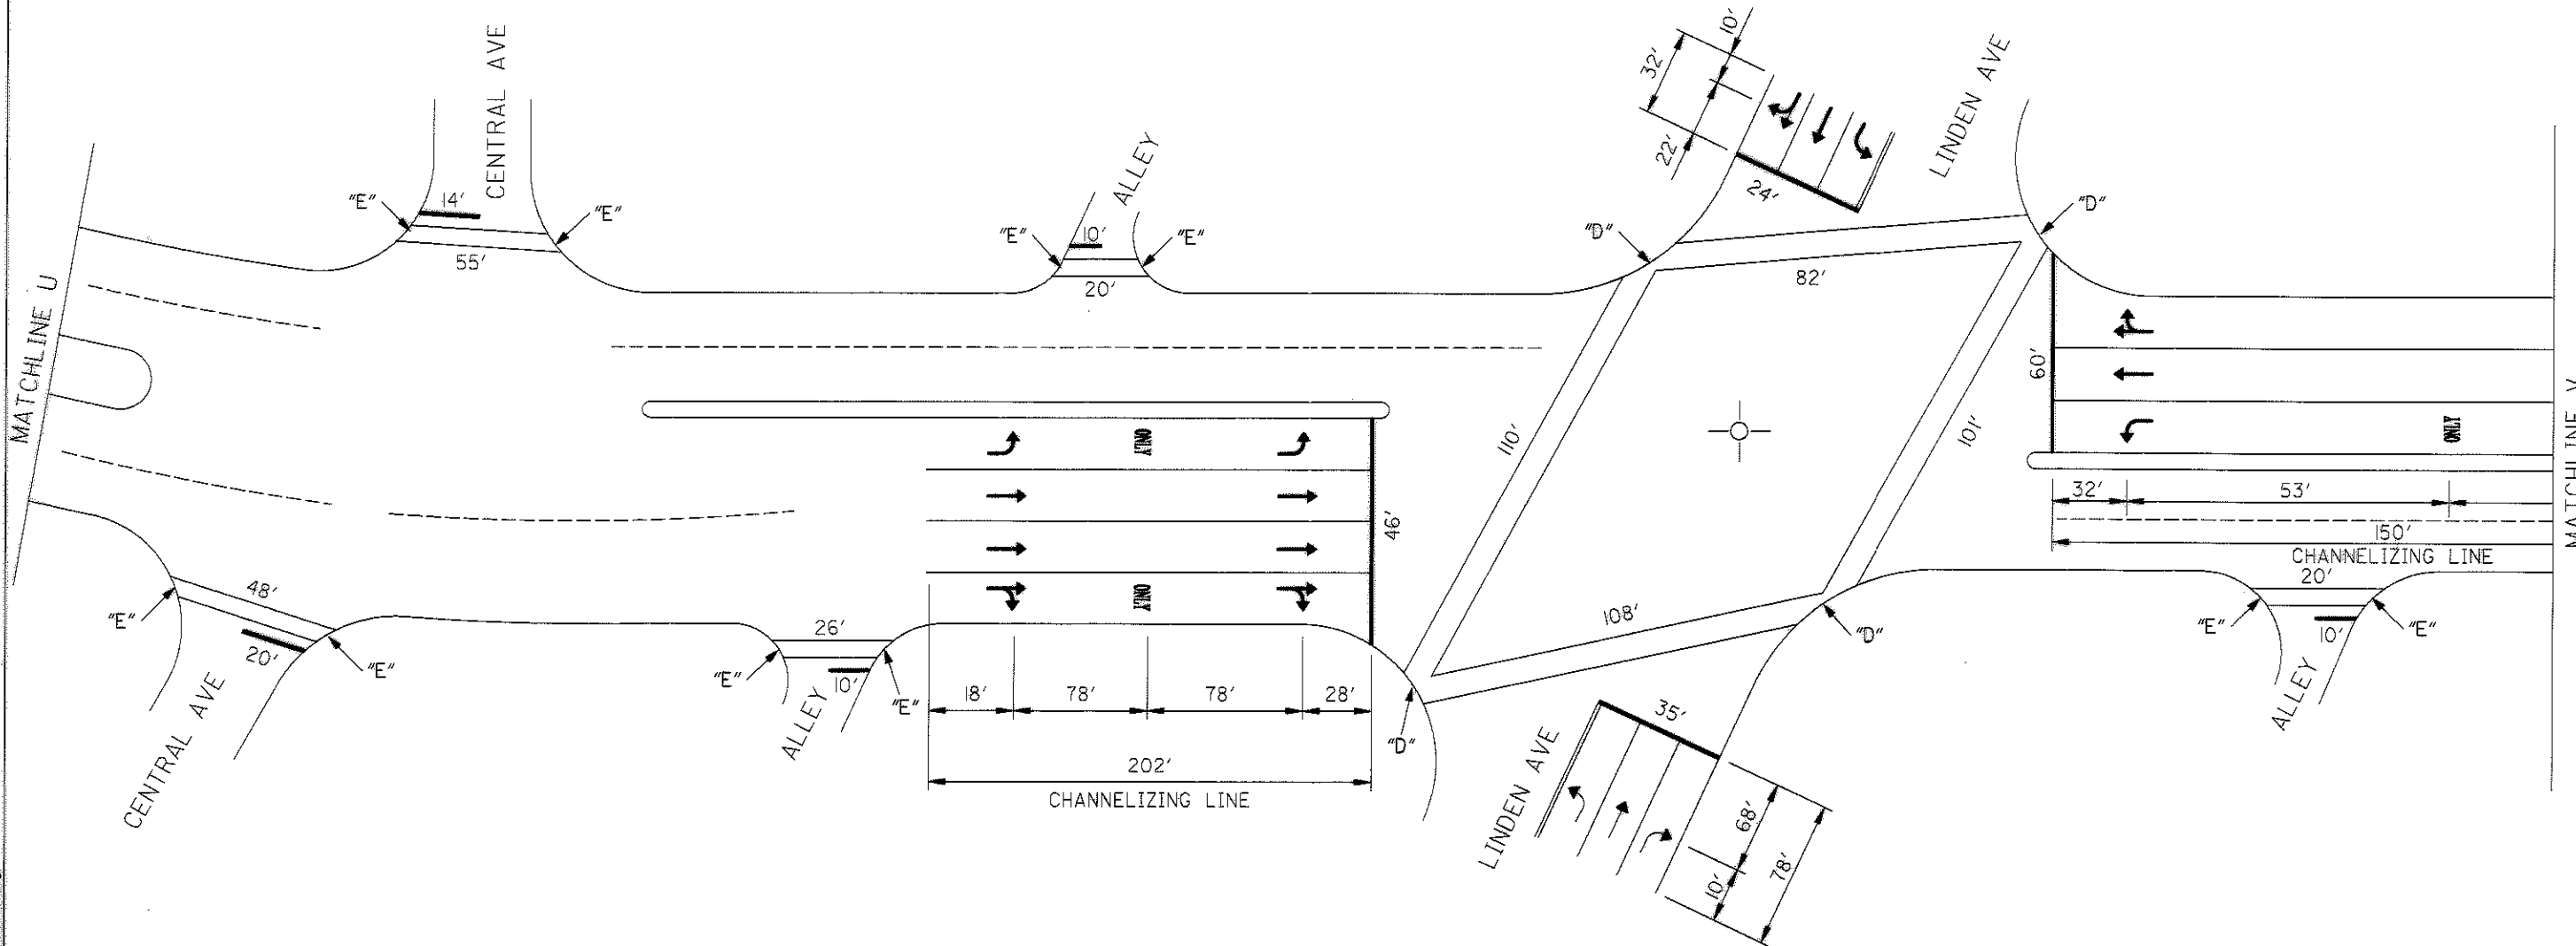 MATCHLINE U
"E"
14'
CENTRAL AVE
"E"
55'
"E"
10'
ALLEY
"E"
20'
32'
10'
22'
24'
LINDEN AVE
"D"
"D"
82'
110'
101'
60'
ONLY
32'
53'
150'
CHANNELIZING LINE
MATCHLINE V
ONLY
46'
ONLY
48'
"E"
20'
"E"
CENTRAL AVE
26'
"E"
10'
"E"
ALLEY
18'
78'
78'
28'
202'
CHANNELIZING LINE
108'
"D"
"D"
35'
LINDEN AVE
68'
10'
78'
20'
"E"
10'
"E"
ALLEY